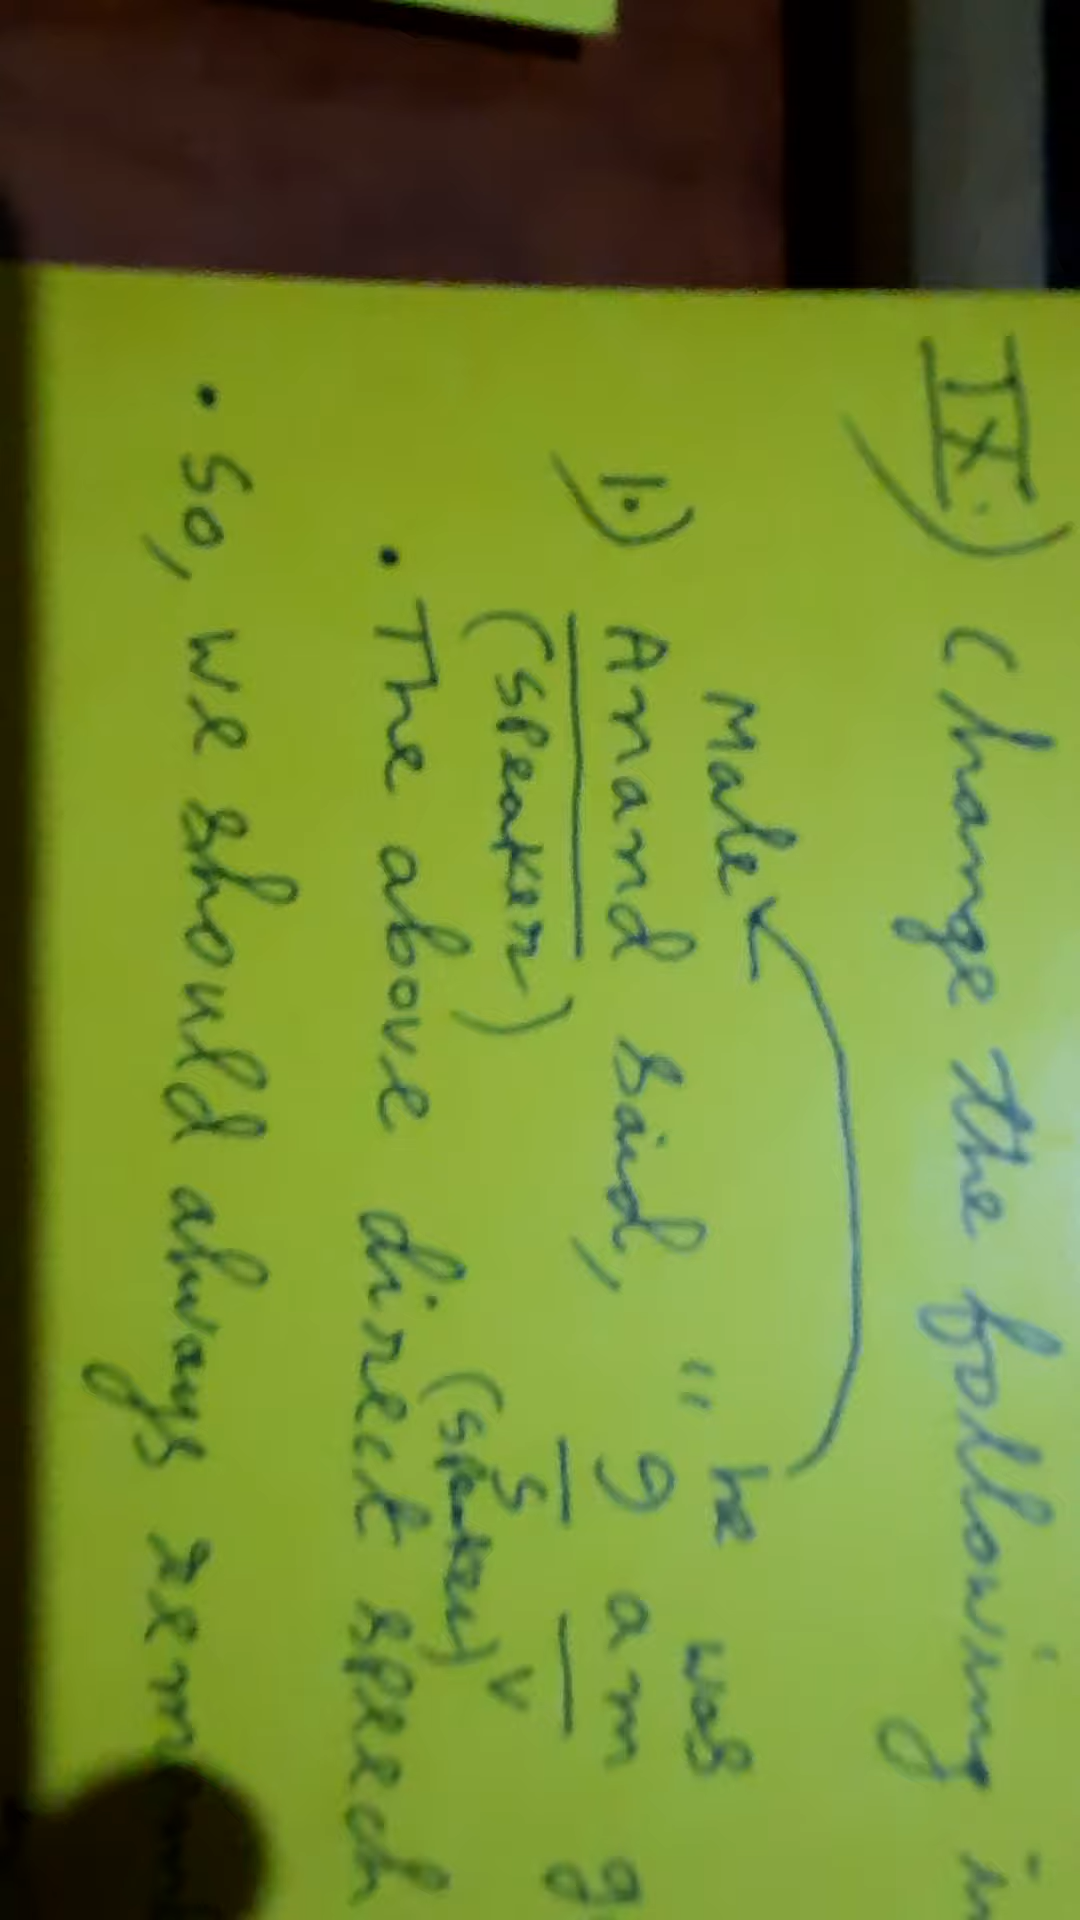 IX.) Change the following in
Male he was
1.) Anand said, " I am g
(speaker) S V
(speaker)
• The above direct speech
• So, we should always rem